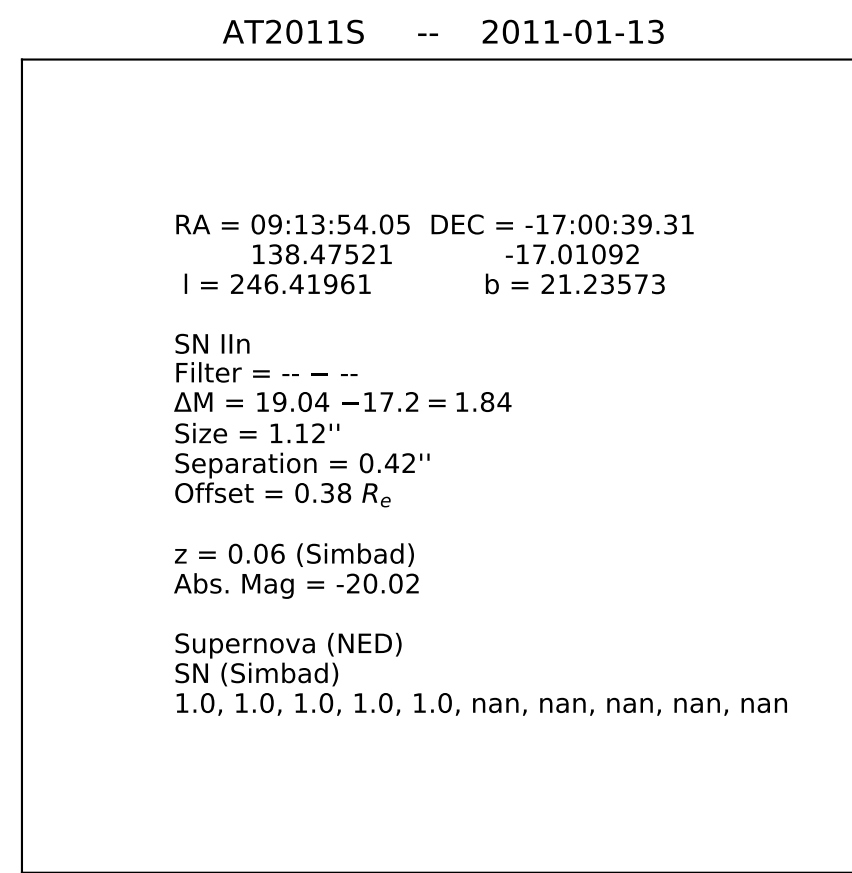 AT2011S -- 2011-01-13
RA = 09:13:54.05 DEC = -17:00:39.31
138.47521 -17.01092
l = 246.41961 b = 21.23573
SN IIn
Filter = -- − --
ΔM = 19.04 −17.2 = 1.84
Size = 1.12''
Separation = 0.42''
Offset = 0.38 Re
z = 0.06 (Simbad)
Abs. Mag = -20.02
Supernova (NED)
SN (Simbad)
1.0, 1.0, 1.0, 1.0, 1.0, nan, nan, nan, nan, nan